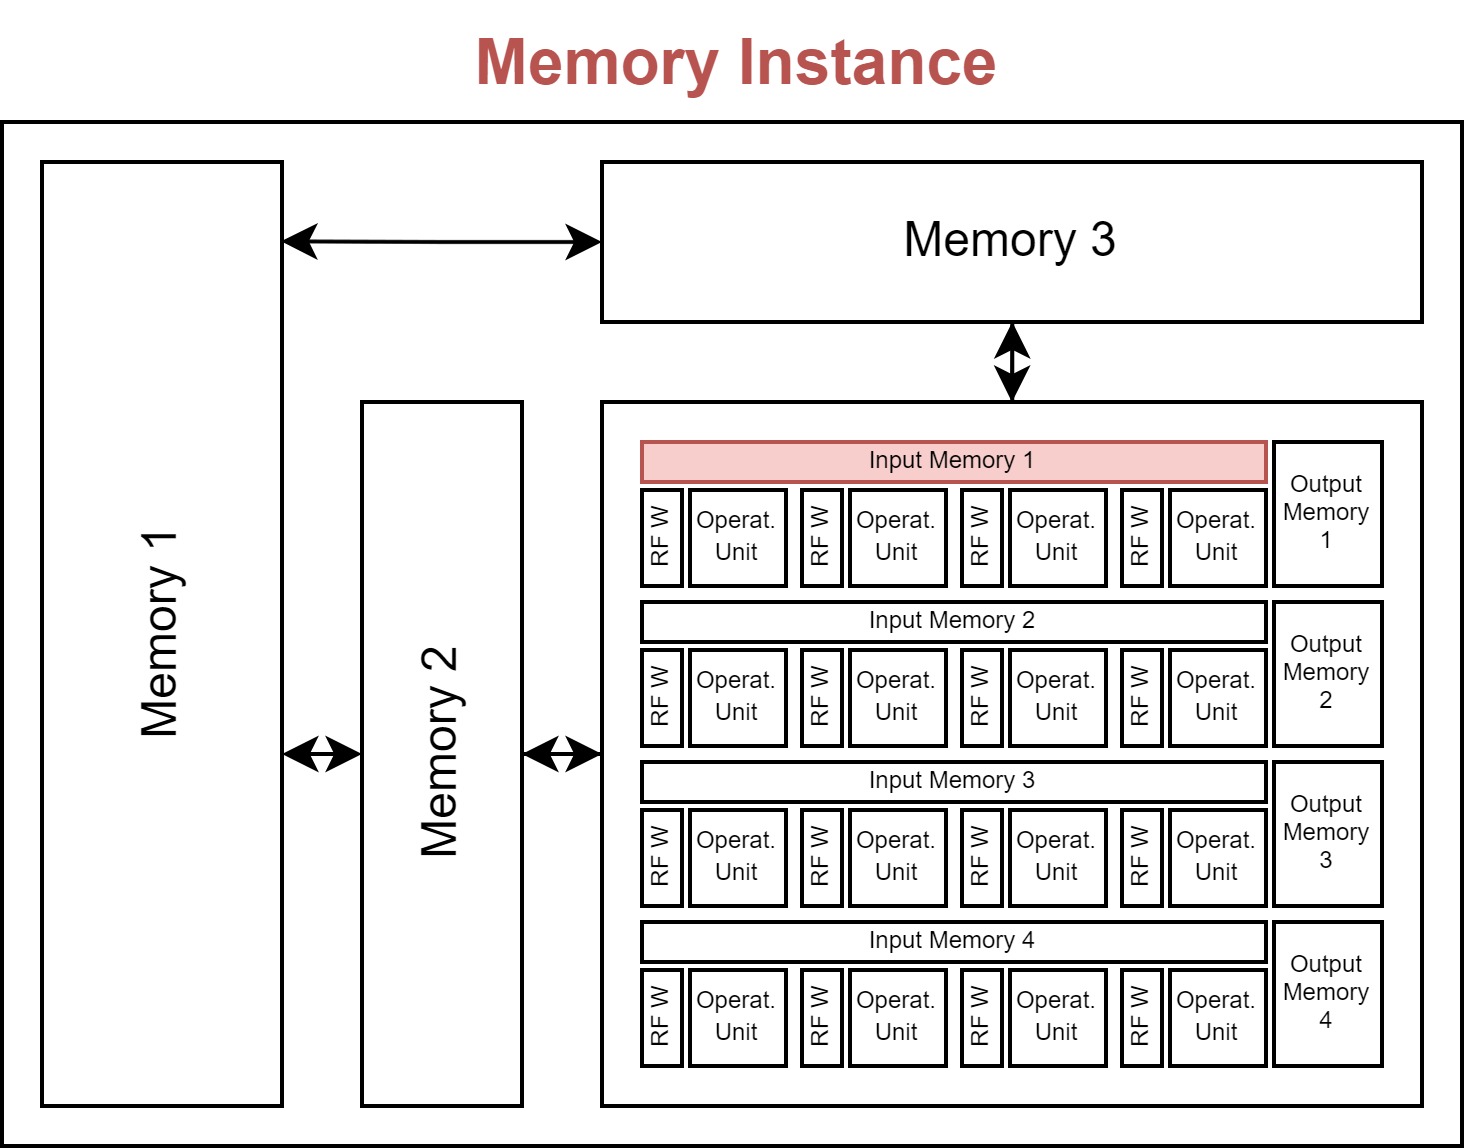 Memory Instance
Memory 1
Memory 3
Memory 2
Input Memory 1
RF W
Operat.
Unit
RF W
Operat.
Unit
RF W
Operat.
Unit
RF W
Operat.
Unit
Output
Memory
1
Input Memory 2
RF W
Operat.
Unit
RF W
Operat.
Unit
RF W
Operat.
Unit
RF W
Operat.
Unit
Output
Memory
2
Input Memory 3
RF W
Operat.
Unit
RF W
Operat.
Unit
RF W
Operat.
Unit
RF W
Operat.
Unit
Output
Memory
3
Input Memory 4
RF W
Operat.
Unit
RF W
Operat.
Unit
RF W
Operat.
Unit
RF W
Operat.
Unit
Output
Memory
4